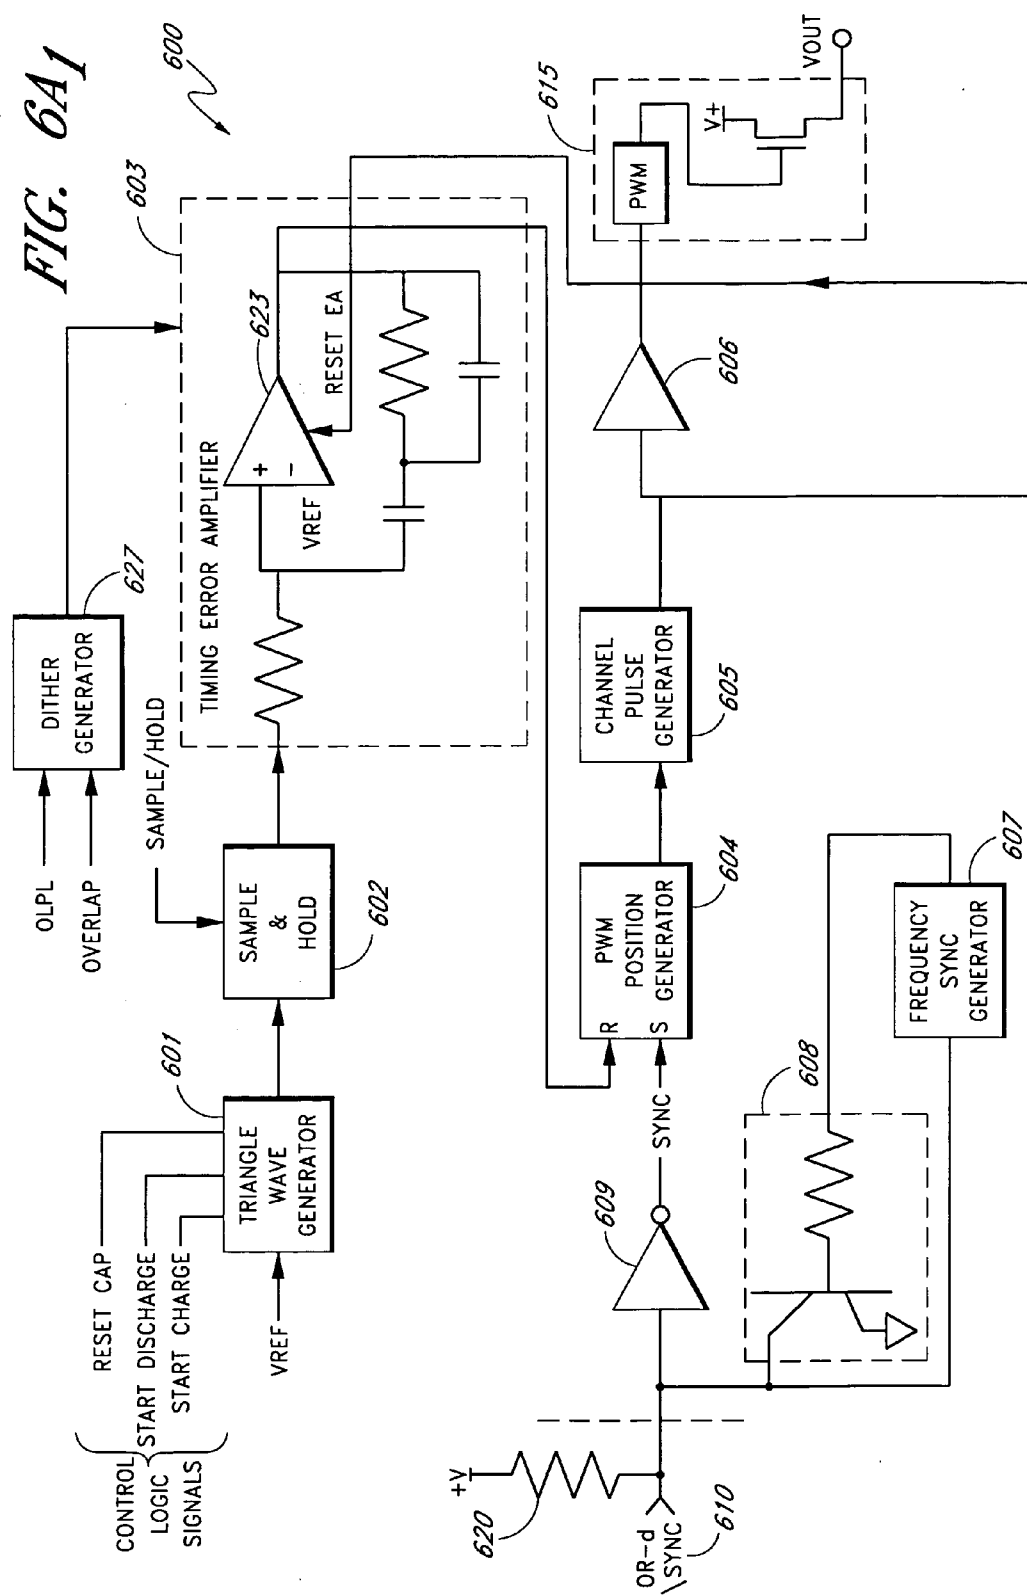 FIG. 6A1
600
OLPL
OVERLAP
DITHER
GENERATOR
627
SAMPLE/HOLD
603
CONTROL
LOGIC
SIGNALS
RESET CAP
START DISCHARGE
START CHARGE
VREF
TRIANGLE
WAVE
GENERATOR
601
SAMPLE
&
HOLD
602
TIMING ERROR AMPLIFIER
+
−
VREF
623
RESET EA
+V
620
OR-d
\SYNC
610
609
SYNC
R
S
PWM
POSITION
GENERATOR
604
CHANNEL
PULSE
GENERATOR
605
606
615
PWM
V+
VOUT
608
FREQUENCY
SYNC
GENERATOR
607